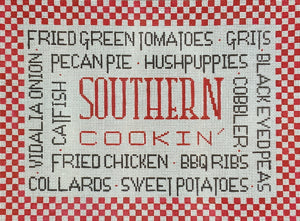 FRIED GREEN TOMATOES · GRITS
PECAN PIE · HUSHPUPPIES
VIDALIA ONION
CATFISH
SOUTHERN
COOKIN'
COBBLER
BLACK EYED PEAS
FRIED CHICKEN · BBQ RIBS
COLLARDS · SWEET POTATOES